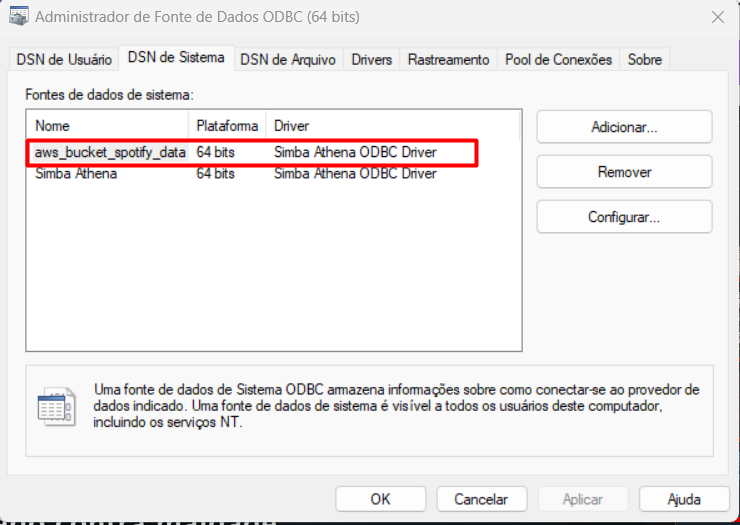 Administrador de Fonte de Dados ODBC (64 bits)
DSN de Usuário DSN de Sistema DSN de Arquivo Drivers Rastreamento Pool de Conexões Sobre
Fontes de dados de sistema:
Nome Plataforma Driver
aws_bucket_spotify_data 64 bits Simba Athena ODBC Driver
Simba Athena 64 bits Simba Athena ODBC Driver
Adicionar...
Remover
Configurar...
Uma fonte de dados de Sistema ODBC armazena informações sobre como conectar-se ao provedor de
dados indicado. Uma fonte de dados de sistema é visível a todos os usuários deste computador,
incluindo os serviços NT.
OK Cancelar Aplicar Ajuda